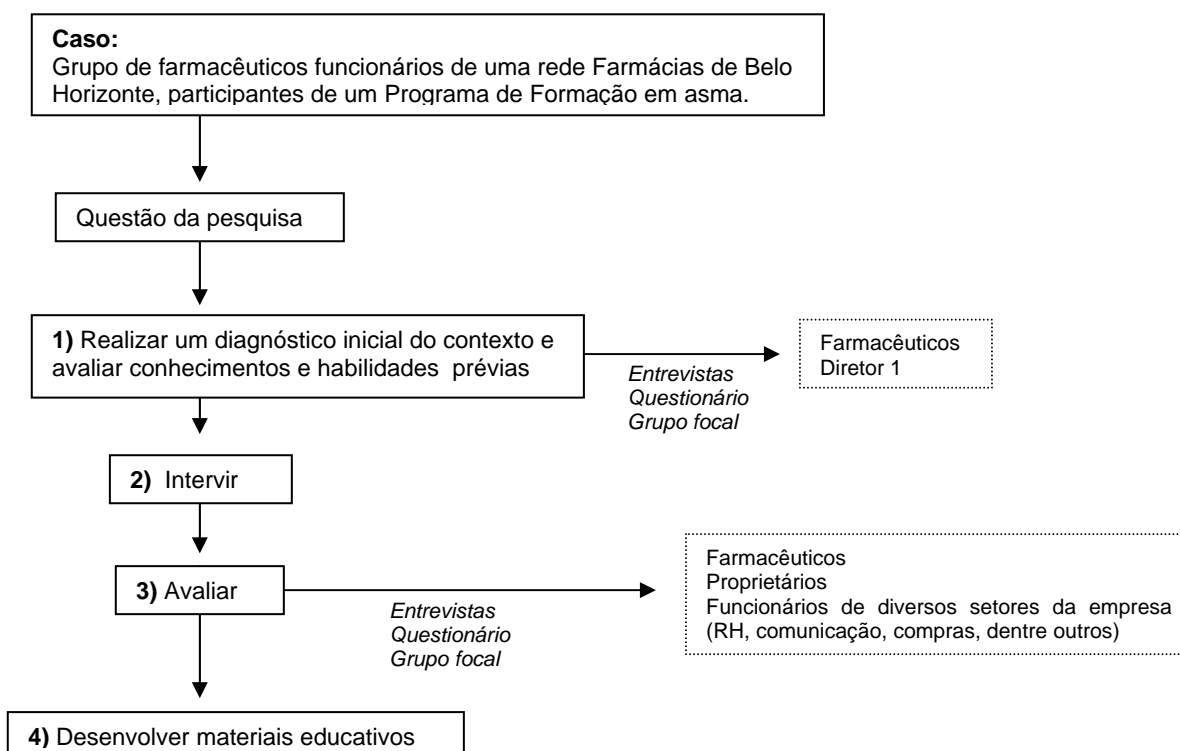 Caso:
Grupo de farmacêuticos funcionários de uma rede Farmácias de Belo
Horizonte, participantes de um Programa de Formação em asma.
Questão da pesquisa
1) Realizar um diagnóstico inicial do contexto e
avaliar conhecimentos e habilidades prévias
Entrevistas
Questionário
Grupo focal
Farmacêuticos
Diretor 1
2) Intervir
3) Avaliar
Entrevistas
Questionário
Grupo focal
Farmacêuticos
Proprietários
Funcionários de diversos setores da empresa
(RH, comunicação, compras, dentre outros)
4) Desenvolver materiais educativos